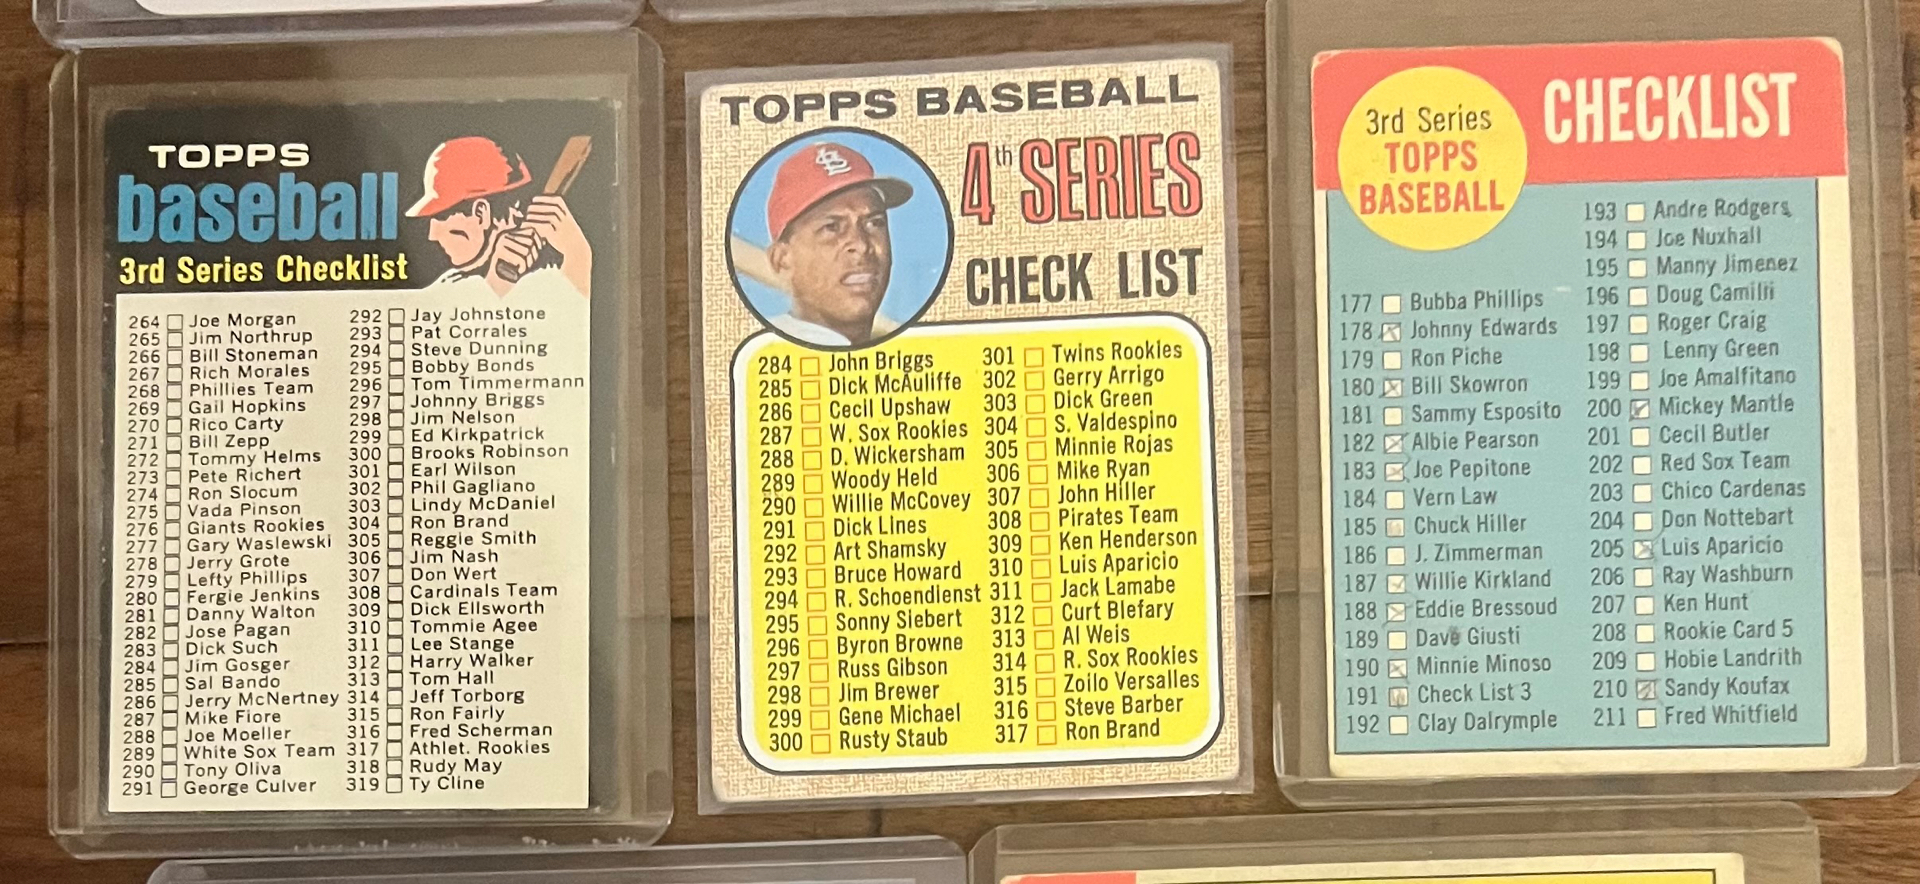 TOPPS
baseball
3rd Series Checklist
264 Joe Morgan
265 Jim Northrup
266 Bill Stoneman
267 Rich Morales
268 Phillies Team
269 Gail Hopkins
270 Rico Carty
271 Bill Zepp
272 Tommy Helms
273 Pete Richert
274 Ron Slocum
275 Vada Pinson
276 Giants Rookies
277 Gary Waslewski
278 Jerry Grote
279 Lefty Phillips
280 Fergie Jenkins
281 Danny Walton
282 Jose Pagan
283 Dick Such
284 Jim Gosger
285 Sal Bando
286 Jerry McNertney
287 Mike Fiore
288 Joe Moeller
289 White Sox Team
290 Tony Oliva
291 George Culver
292 Jay Johnstone
293 Pat Corrales
294 Steve Dunning
295 Bobby Bonds
296 Tom Timmermann
297 Johnny Briggs
298 Jim Nelson
299 Ed Kirkpatrick
300 Brooks Robinson
301 Earl Wilson
302 Phil Gagliano
303 Lindy McDaniel
304 Ron Brand
305 Reggie Smith
306 Jim Nash
307 Don Wert
308 Cardinals Team
309 Dick Ellsworth
310 Tommie Agee
311 Lee Stange
312 Harry Walker
313 Tom Hall
314 Jeff Torborg
315 Ron Fairly
316 Fred Scherman
317 Athlet. Rookies
318 Rudy May
319 Ty Cline
TOPPS BASEBALL
4th SERIES
CHECK LIST
284 John Briggs
285 Dick McAuliffe
286 Cecil Upshaw
287 W. Sox Rookies
288 D. Wickersham
289 Woody Held
290 Willie McCovey
291 Dick Lines
292 Art Shamsky
293 Bruce Howard
294 R. Schoendienst
295 Sonny Siebert
296 Byron Browne
297 Russ Gibson
298 Jim Brewer
299 Gene Michael
300 Rusty Staub
301 Twins Rookies
302 Gerry Arrigo
303 Dick Green
304 S. Valdespino
305 Minnie Rojas
306 Mike Ryan
307 John Hiller
308 Pirates Team
309 Ken Henderson
310 Luis Aparicio
311 Jack Lamabe
312 Curt Blefary
313 Al Weis
314 R. Sox Rookies
315 Zoilo Versalles
316 Steve Barber
317 Ron Brand
3rd Series
TOPPS
BASEBALL
CHECKLIST
177 Bubba Phillips
178 Johnny Edwards
179 Ron Piche
180 Bill Skowron
181 Sammy Esposito
182 Albie Pearson
183 Joe Pepitone
184 Vern Law
185 Chuck Hiller
186 J. Zimmerman
187 Willie Kirkland
188 Eddie Bressoud
189 Dave Giusti
190 Minnie Minoso
191 Check List 3
192 Clay Dalrymple
193 Andre Rodgers
194 Joe Nuxhall
195 Manny Jimenez
196 Doug Camilli
197 Roger Craig
198 Lenny Green
199 Joe Amalfitano
200 Mickey Mantle
201 Cecil Butler
202 Red Sox Team
203 Chico Cardenas
204 Don Nottebart
205 Luis Aparicio
206 Ray Washburn
207 Ken Hunt
208 Rookie Card 5
209 Hobie Landrith
210 Sandy Koufax
211 Fred Whitfield